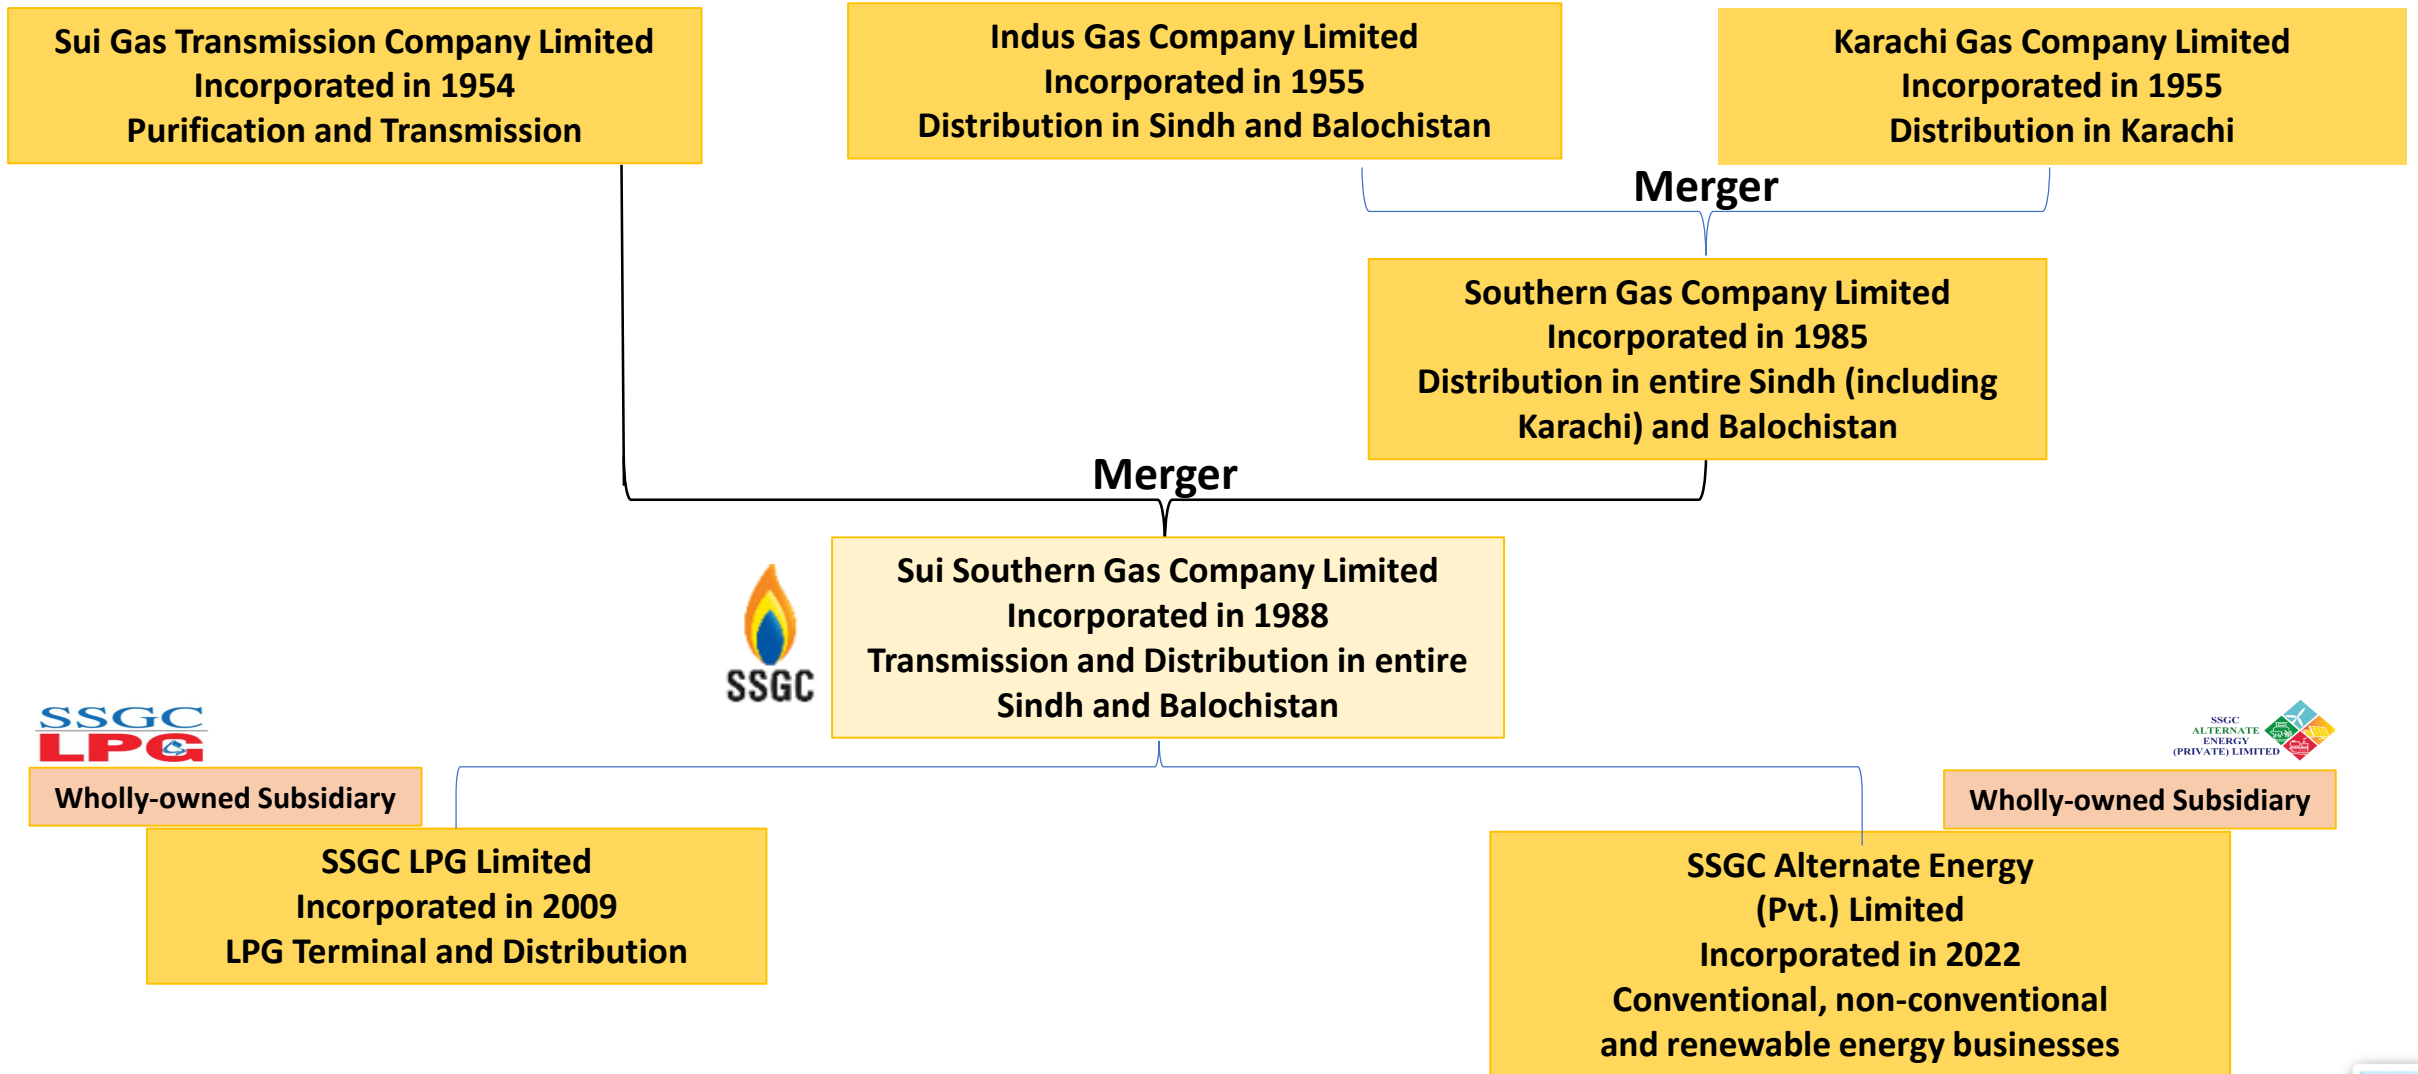 Sui Gas Transmission Company Limited
Incorporated in 1954
Purification and Transmission
Indus Gas Company Limited
Incorporated in 1955
Distribution in Sindh and Balochistan
Karachi Gas Company Limited
Incorporated in 1955
Distribution in Karachi
Merger
Southern Gas Company Limited
Incorporated in 1985
Distribution in entire Sindh (including
Karachi) and Balochistan
Merger
Sui Southern Gas Company Limited
Incorporated in 1988
Transmission and Distribution in entire
Sindh and Balochistan
SSGC
SSGC
LPG
Wholly-owned Subsidiary
SSGC LPG Limited
Incorporated in 2009
LPG Terminal and Distribution
SSGC
ALTERNATE
ENERGY
(PRIVATE) LIMITED
Wholly-owned Subsidiary
SSGC Alternate Energy
(Pvt.) Limited
Incorporated in 2022
Conventional, non-conventional
and renewable energy businesses